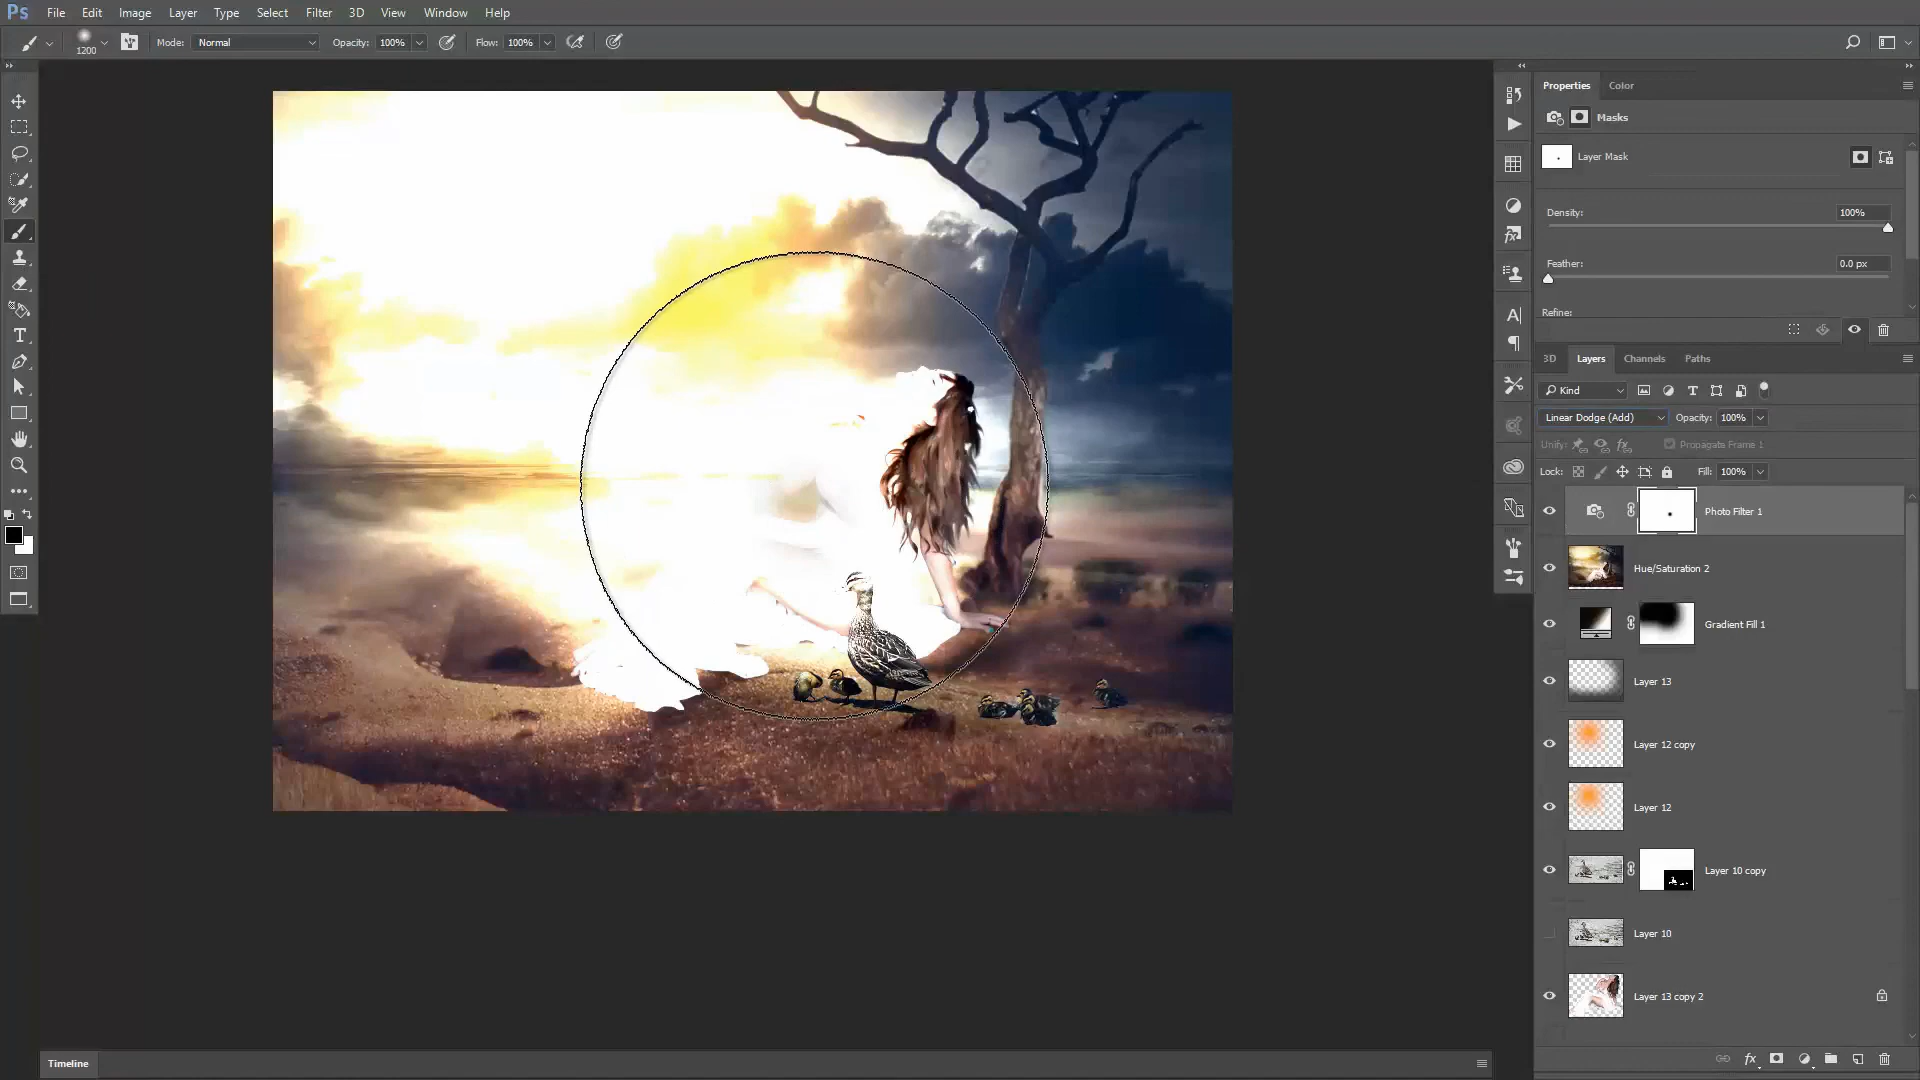 Ps File Edit Image Layer Type Select Filter 3D View Window Help
1200 Mode: Normal Opacity: 100% Flow: 100%
Properties Color
Masks
Layer Mask
Density: 100%
Feather: 0.0 px
Refine:
3D Layers Channels Paths
Kind
Linear Dodge (Add) Opacity: 100%
Unify: Propagate Frame 1
Lock: Fill: 100%
Photo Filter 1
Hue/Saturation 2
Gradient Fill 1
Layer 13
Layer 12 copy
Layer 12
Layer 10 copy
Layer 10
Layer 13 copy 2
Timeline